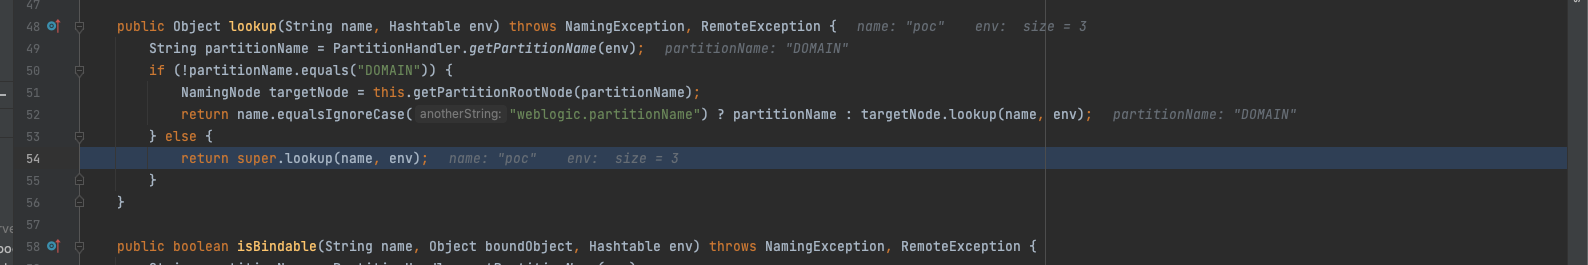 47
48 public Object lookup(String name, Hashtable env) throws NamingException, RemoteException { name: "poc" env: size = 3
49 String partitionName = PartitionHandler.getPartitionName(env); partitionName: "DOMAIN"
50 if (!partitionName.equals("DOMAIN")) {
51 NamingNode targetNode = this.getPartitionRootNode(partitionName);
52 return name.equalsIgnoreCase( anotherString: "weblogic.partitionName") ? partitionName : targetNode.lookup(name, env); partitionName: "DOMAIN"
53 } else {
54 return super.lookup(name, env); name: "poc" env: size = 3
55 }
56 }
57
58 public boolean isBindable(String name, Object boundObject, Hashtable env) throws NamingException, RemoteException {